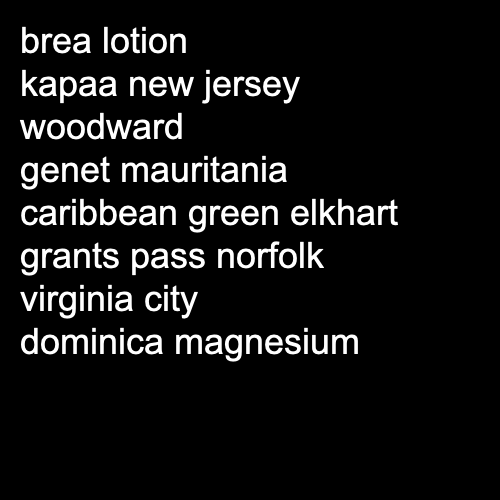 brea lotion
kapaa new jersey
woodward
genet mauritania
caribbean green elkhart
grants pass norfolk
virginia city
dominica magnesium